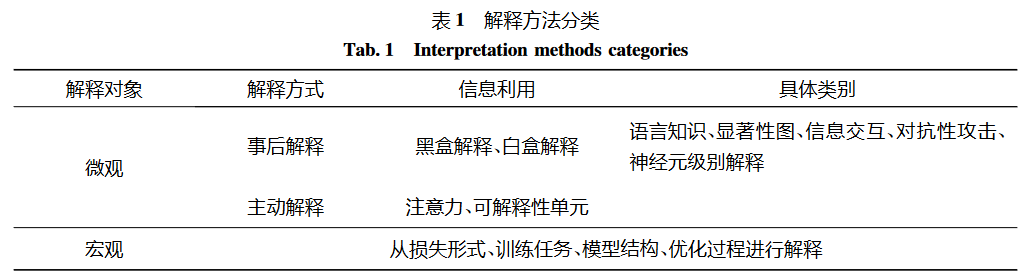 表1 解释方法分类
Tab. 1 Interpretation methods categories
解释对象 解释方式 信息利用 具体类别
微观 事后解释 黑盒解释、白盒解释 语言知识、显著性图、信息交互、对抗性攻击、
神经元级别解释
主动解释 注意力、可解释性单元
宏观 从损失形式、训练任务、模型结构、优化过程进行解释